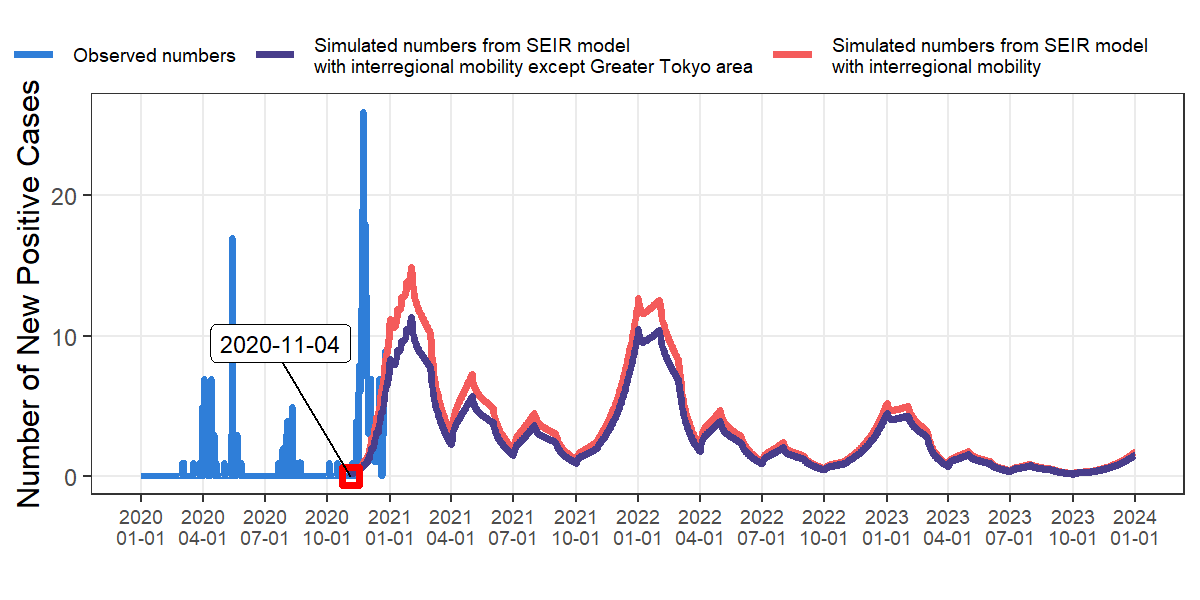 Observed numbers
Simulated numbers from SEIR model
with interregional mobility except Greater Tokyo area
Simulated numbers from SEIR model
with interregional mobility
Number of New Positive Cases
20
10
0
2020-11-04
2020 2020 2020 2020 2021 2021 2021 2021 2022 2022 2022 2022 2023 2023 2023 2023 2024
01-01 04-01 07-01 10-01 01-01 04-01 07-01 10-01 01-01 04-01 07-01 10-01 01-01 04-01 07-01 10-01 01-01